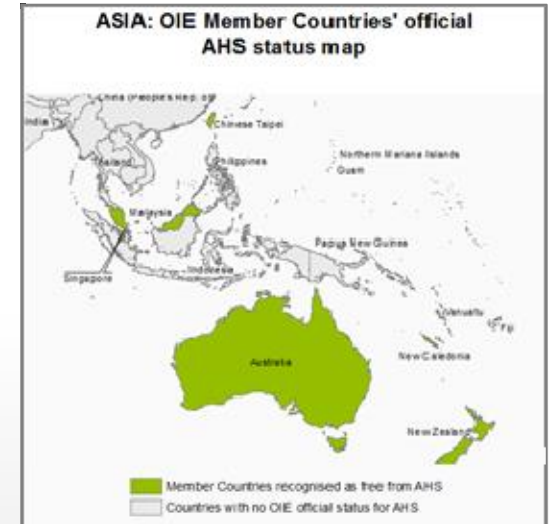 ASIA: OIE Member Countries' official
AHS status map
China (People's Rep. of)
India
Chinese Taipei
Thailand
Philippines
Northern Mariana Islands
Guam
Malaysia
Papua New Guinea
Singapore
Indonesia
Vanuatu
Fiji
New Caledonia
Australia
New Zealand
Member Countries recognised as free from AHS
Countries with no OIE official status for AHS